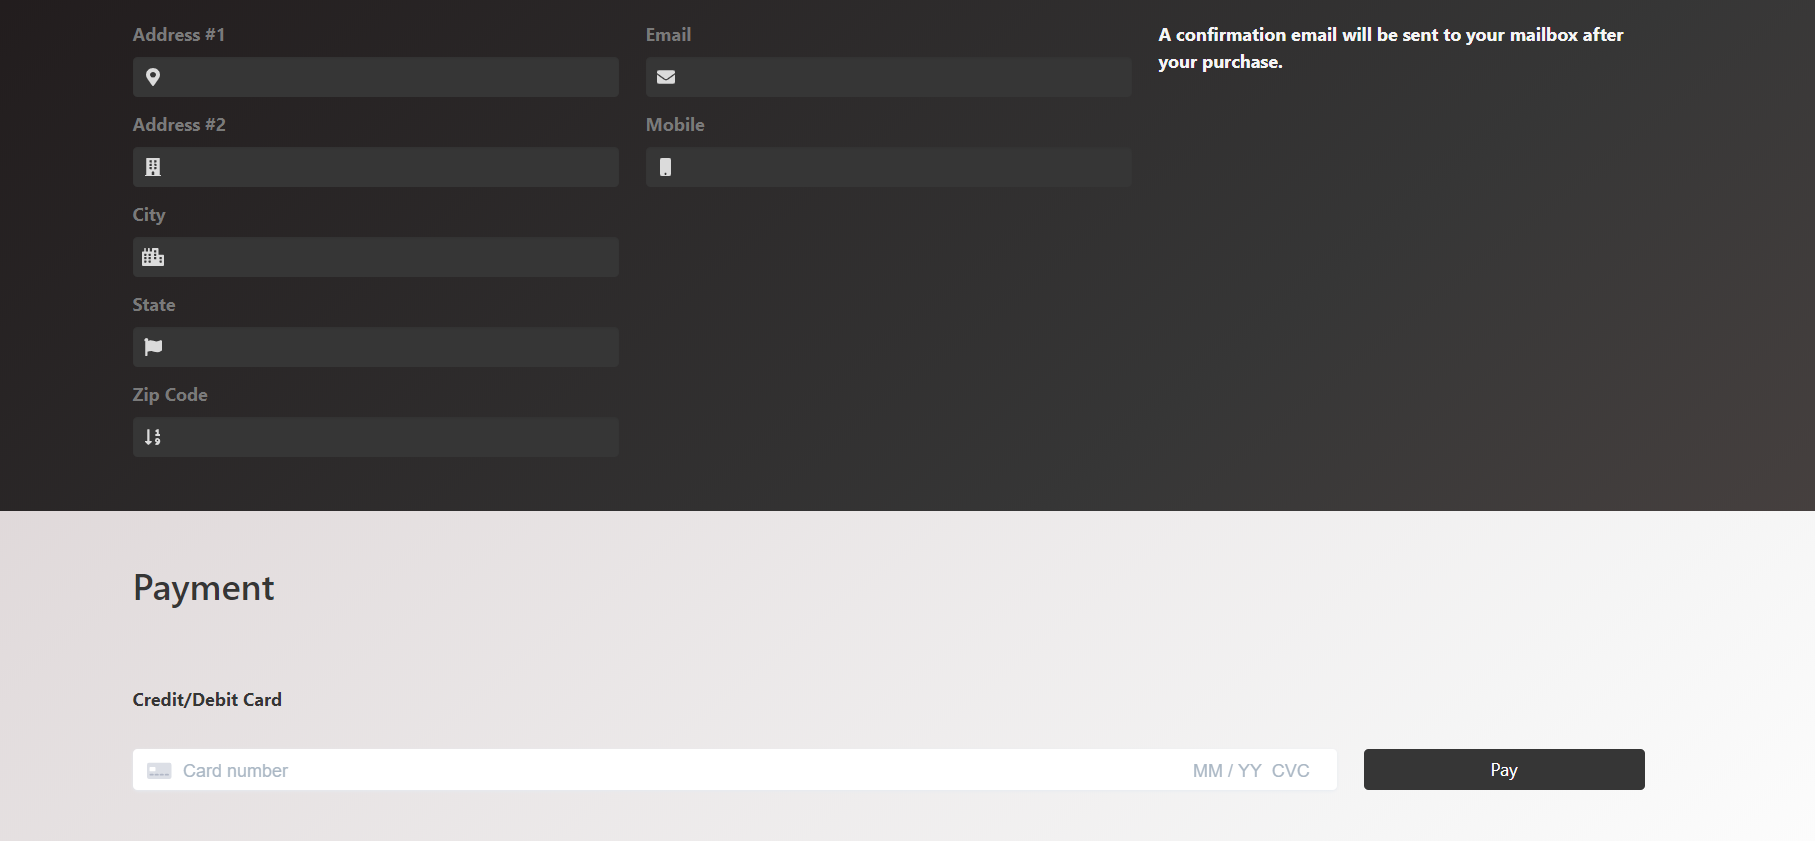 Address #1
Address #2
City
State
Zip Code
Email
Mobile
A confirmation email will be sent to your mailbox after
your purchase.
Payment
Credit/Debit Card
Card number MM / YY CVC
Pay